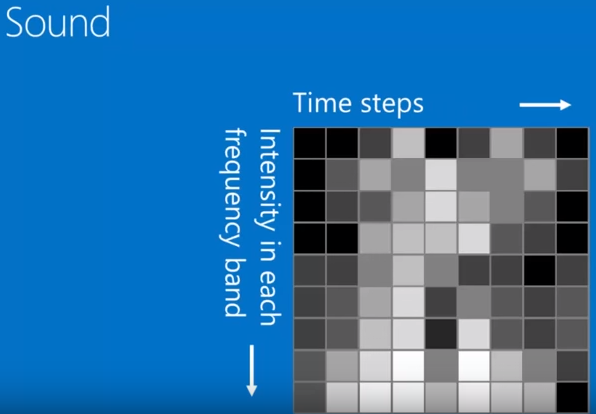 Sound
Time steps
Intensity in each
frequency band